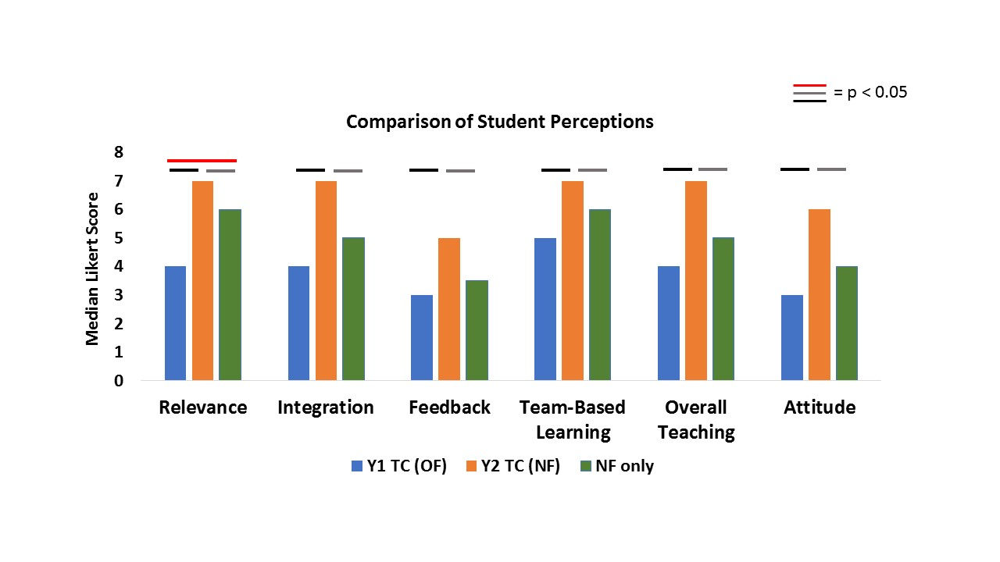 = p < 0.05
Comparison of Student Perceptions
Median Likert Score
8
7
6
5
4
3
2
1
0
Relevance
Integration
Feedback
Team-Based
Learning
Overall
Teaching
Attitude
Y1 TC (OF)
Y2 TC (NF)
NF only